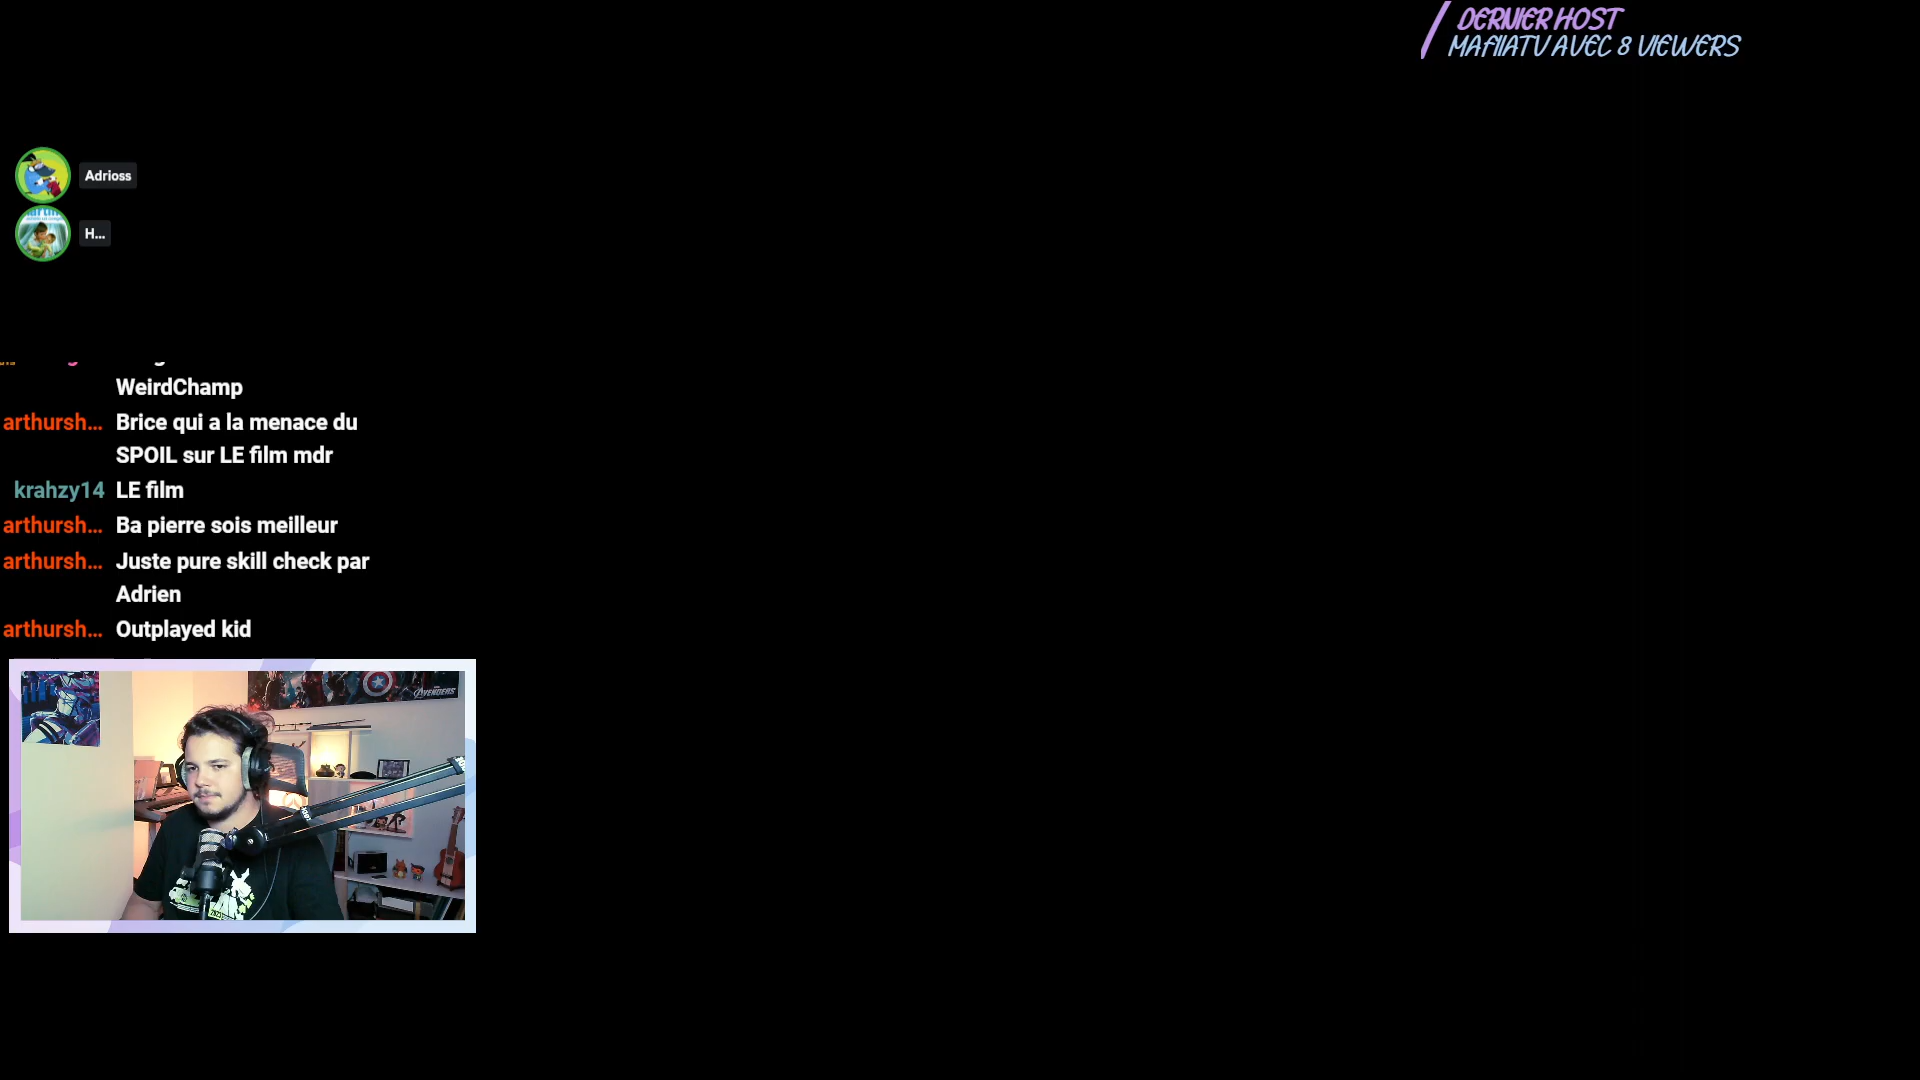 DERNIER HOST
MAFIIATV AVEC 8 VIEWERS
Adrioss
H...
WeirdChamp
arthursh... Brice qui a la menace du
SPOIL sur LE film mdr
krahzy14 LE film
arthursh... Ba pierre sois meilleur
arthursh... Juste pure skill check par
Adrien
arthursh... Outplayed kid
AVENGERS